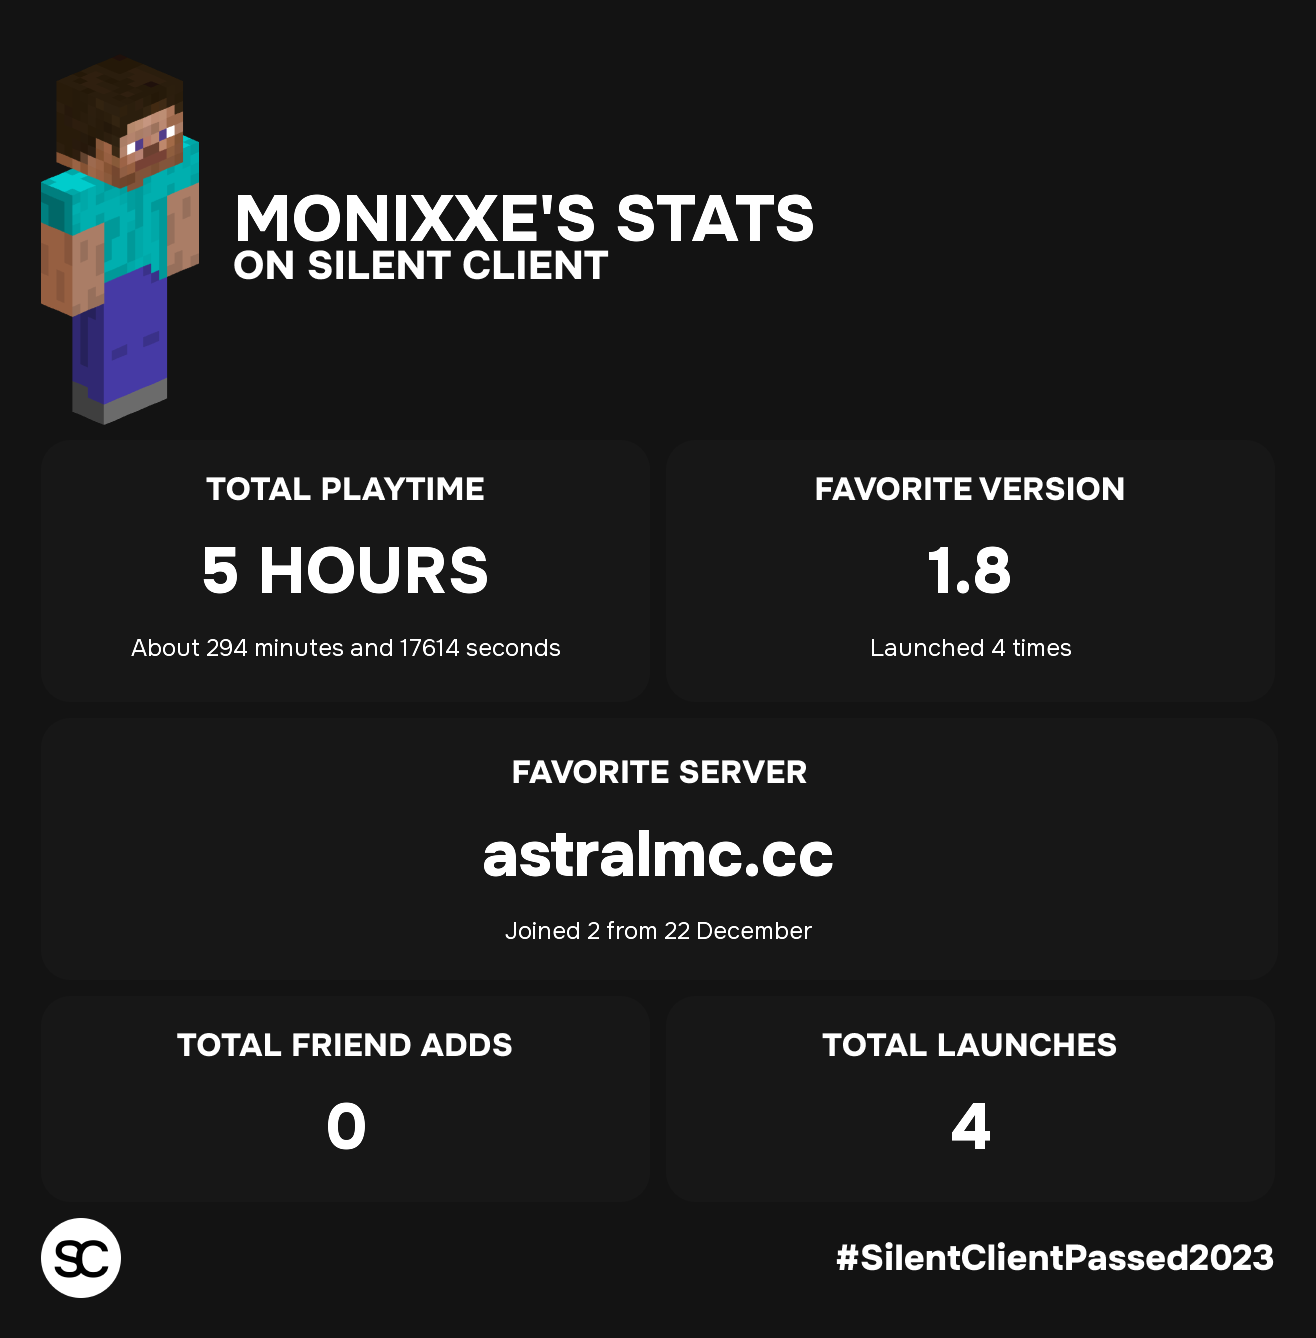 MONIXXE'S STATS
ON SILENT CLIENT
TOTAL PLAYTIME
5 HOURS
About 294 minutes and 17614 seconds
FAVORITE VERSION
1.8
Launched 4 times
FAVORITE SERVER
astralmc.cc
Joined 2 from 22 December
TOTAL FRIEND ADDS
0
TOTAL LAUNCHES
4
SC
#SilentClientPassed2023